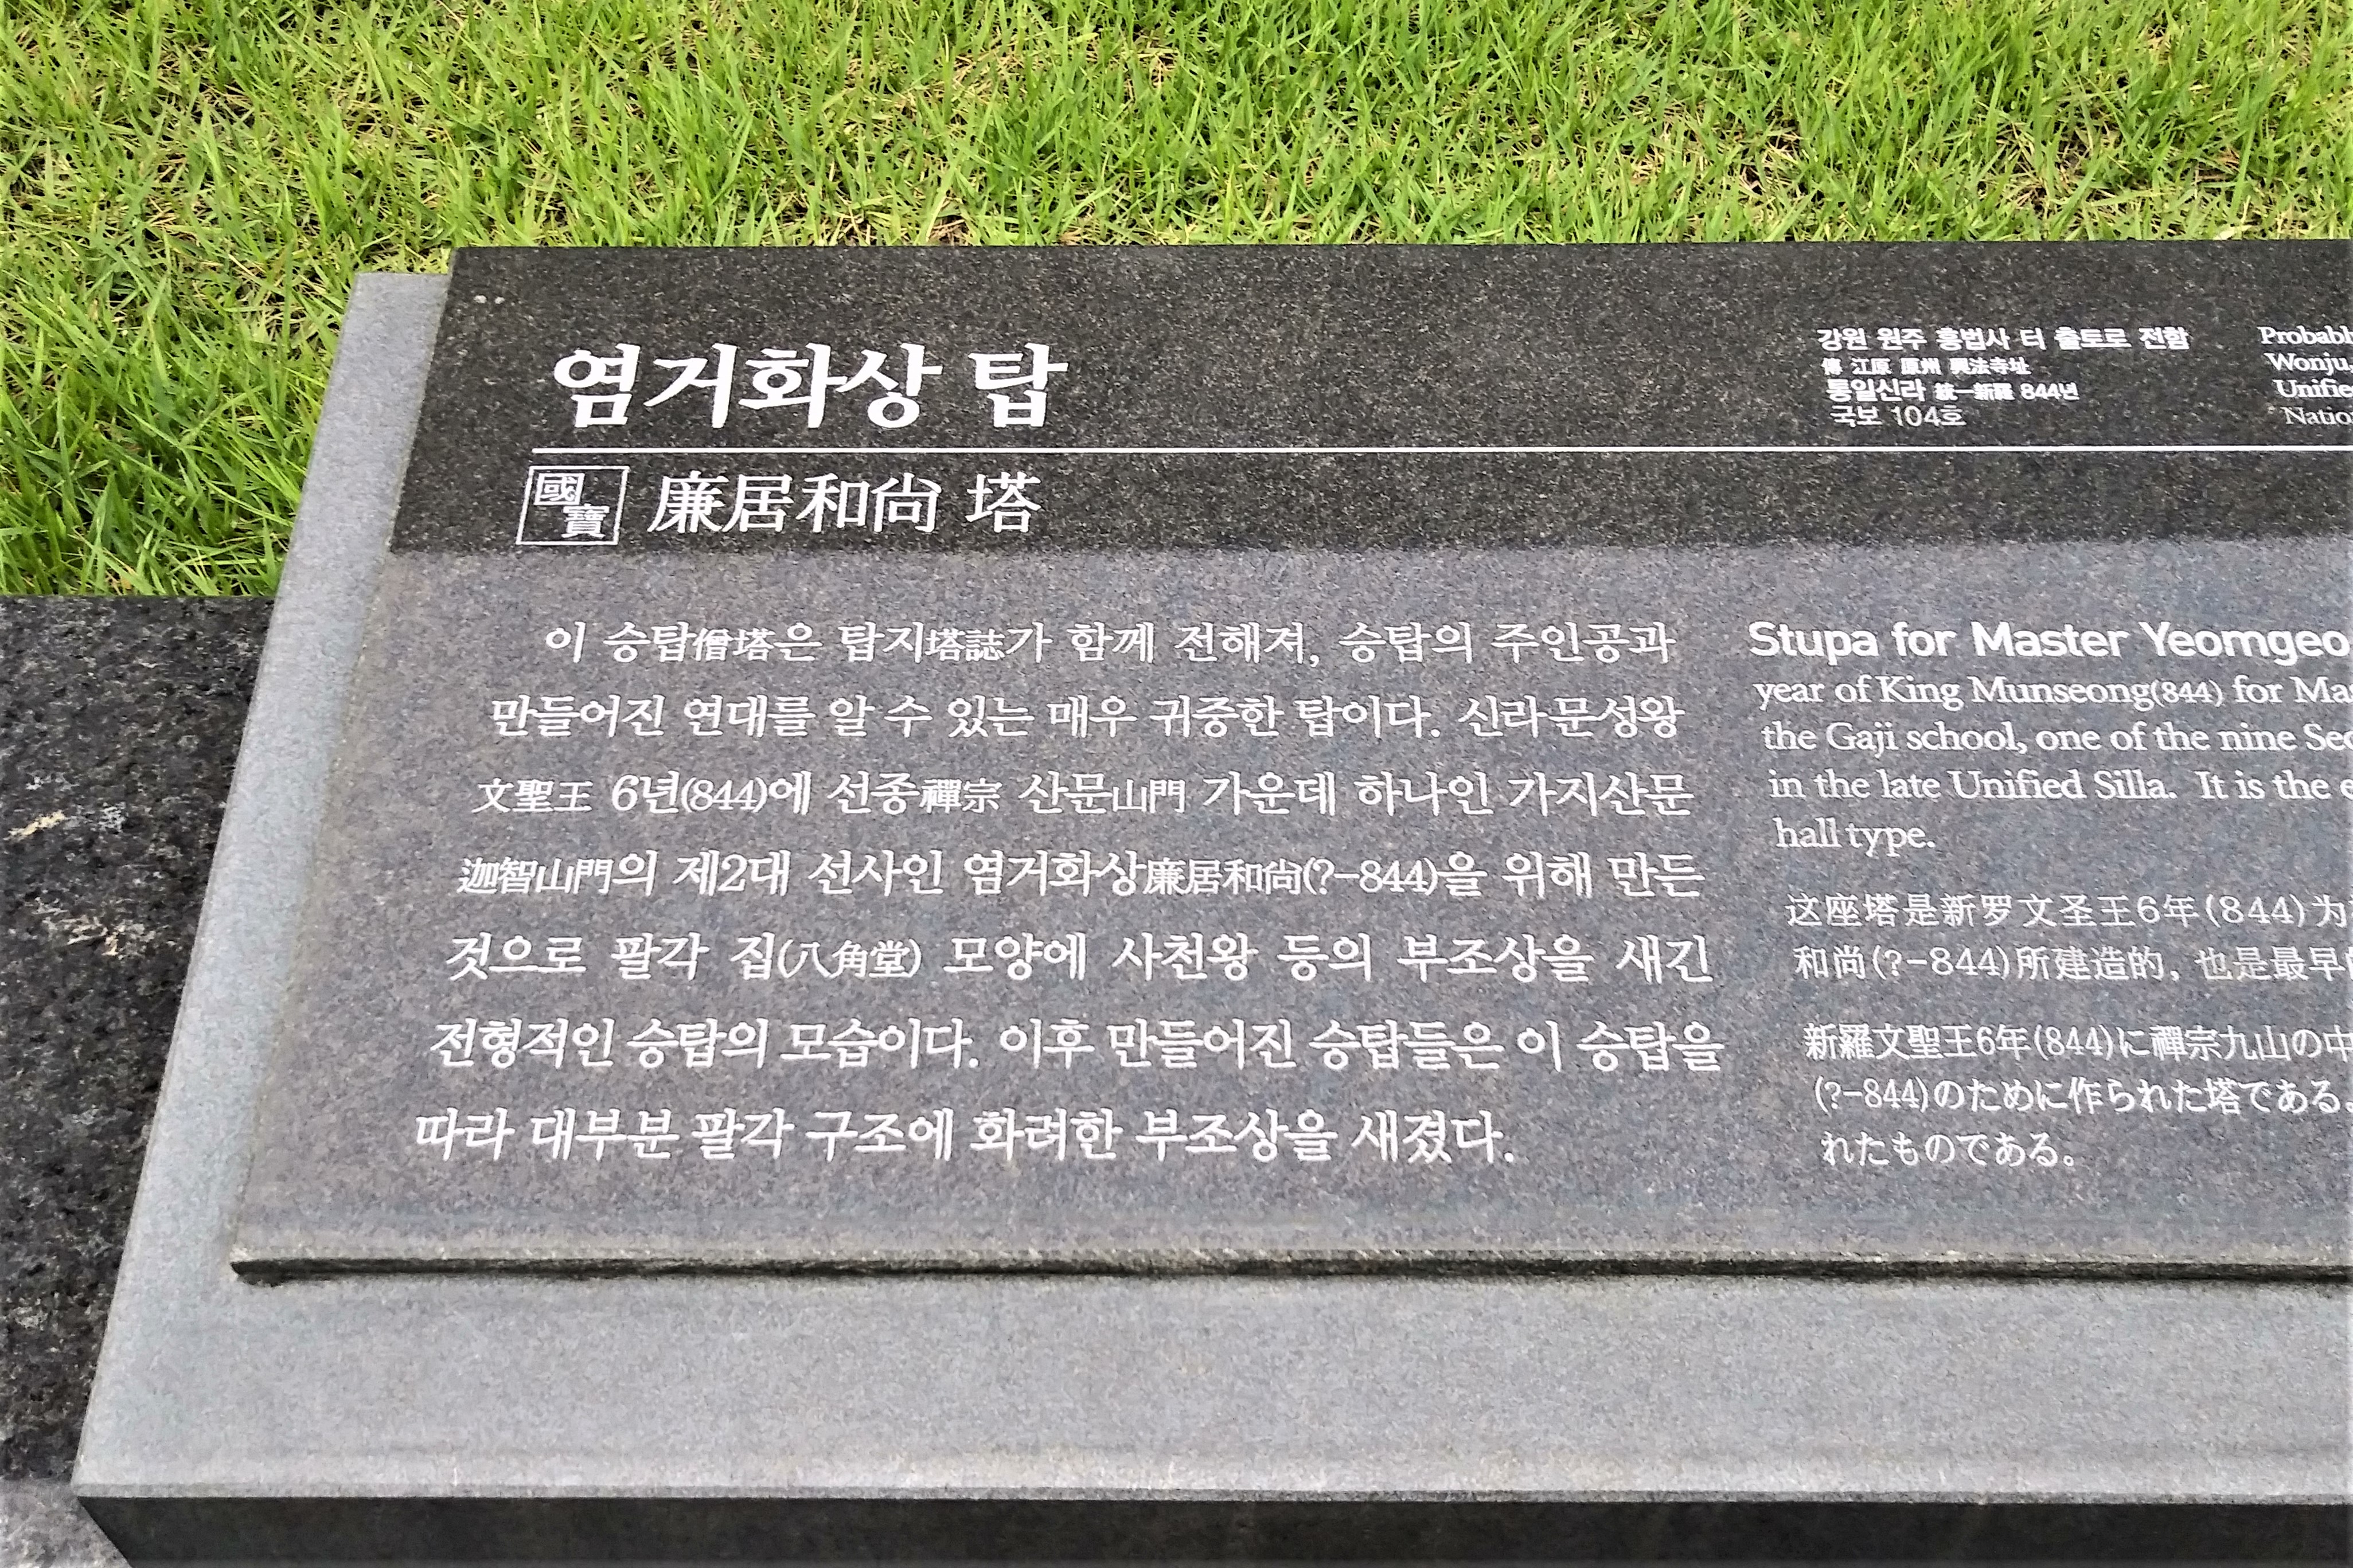 염거화상 탑
國寶 廉居和尙 塔
강원 원주 흥법사 터 출토로 전함
傳 江原 原州 興法寺址
통일신라 統一新羅 844년
국보 104호
Wonju,
이 승탑僧塔은 탑지塔誌가 함께 전해져, 승탑의 주인공과
만들어진 연대를 알 수 있는 매우 귀중한 탑이다. 신라 문성왕
文聖王 6년(844)에 선종禪宗 산문山門 가운데 하나인 가지산문
迦智山門의 제2대 선사인 염거화상廉居和尙(?-844)을 위해 만든
것으로 팔각 집(八角堂) 모양에 사천왕 등의 부조상을 새긴
전형적인 승탑의 모습이다. 이후 만들어진 승탑들은 이 승탑을
따라 대부분 팔각 구조에 화려한 부조상을 새겼다.
Stupa for Master Yeomgeo
year of King Munseong(844) for
the Gaji school, one of the nine
in the late Unified Silla. It is the
hall type.
这座塔是新罗文圣王6年(844)为
和尚(?-844)所建造的, 也是最早
新羅文聖王6年(844)に禪宗九山の中
(?-844)のために作られた塔である。
れたものである。